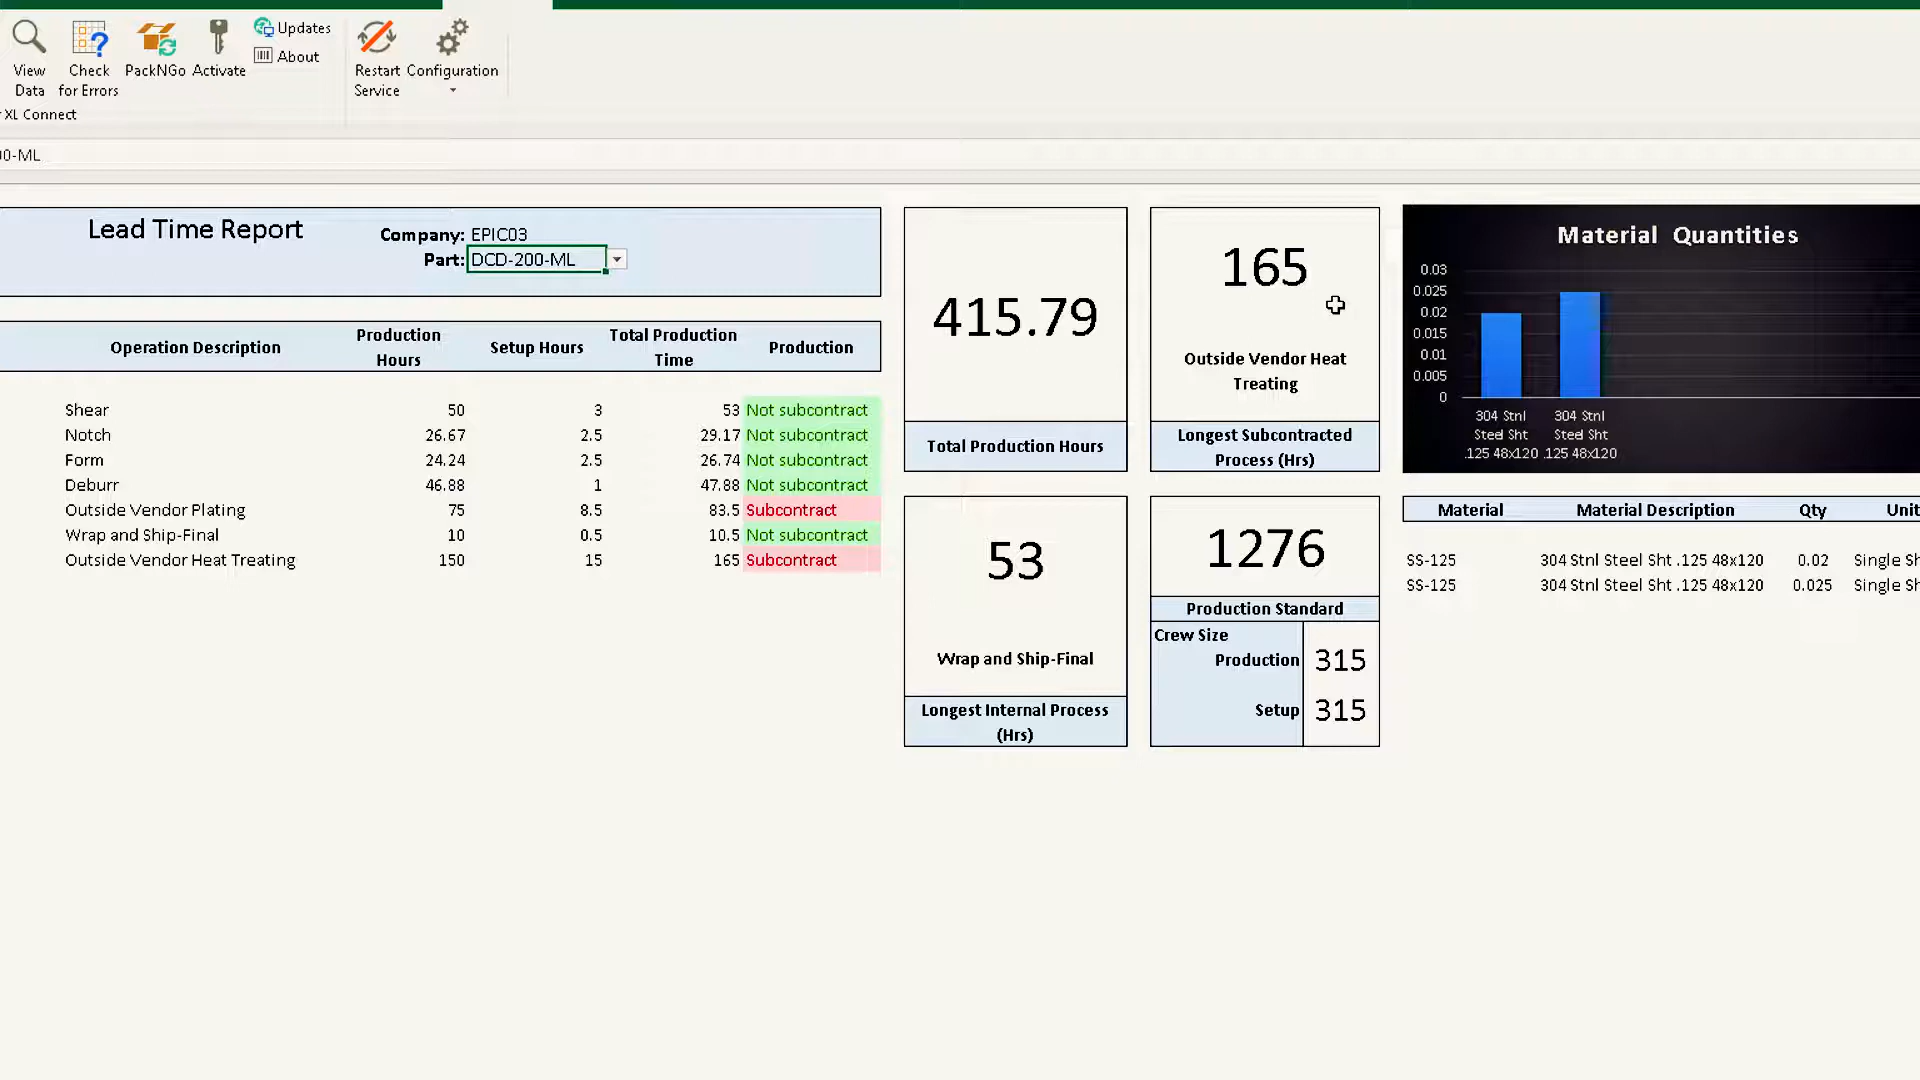 View Data
Check for Errors
PackNGo
Activate
Updates
About
Restart Service
Configuration
XL Connect
00-ML
Lead Time Report
Company: EPIC03
Part: DCD-200-ML
Operation Description Production Hours Setup Hours Total Production Time Production
Shear 50 3 53 Not subcontract
Notch 26.67 2.5 29.17 Not subcontract
Form 24.24 2.5 26.74 Not subcontract
Deburr 46.88 1 47.88 Not subcontract
Outside Vendor Plating 75 8.5 83.5 Subcontract
Wrap and Ship-Final 10 0.5 10.5 Not subcontract
Outside Vendor Heat Treating 150 15 165 Subcontract
415.79
Total Production Hours
165
Outside Vendor Heat
Treating
Longest Subcontracted
Process (Hrs)
53
Wrap and Ship-Final
Longest Internal Process
(Hrs)
1276
Production Standard
Crew Size
Production 315
Setup 315
Material Quantities
0.03
0.025
0.02
0.015
0.01
0.005
0
304 Stnl Steel Sht .125 48x120
304 Stnl Steel Sht .125 48x120
Material Material Description Qty Unit
SS-125 304 Stnl Steel Sht .125 48x120 0.02 Single Sh
SS-125 304 Stnl Steel Sht .125 48x120 0.025 Single Sh